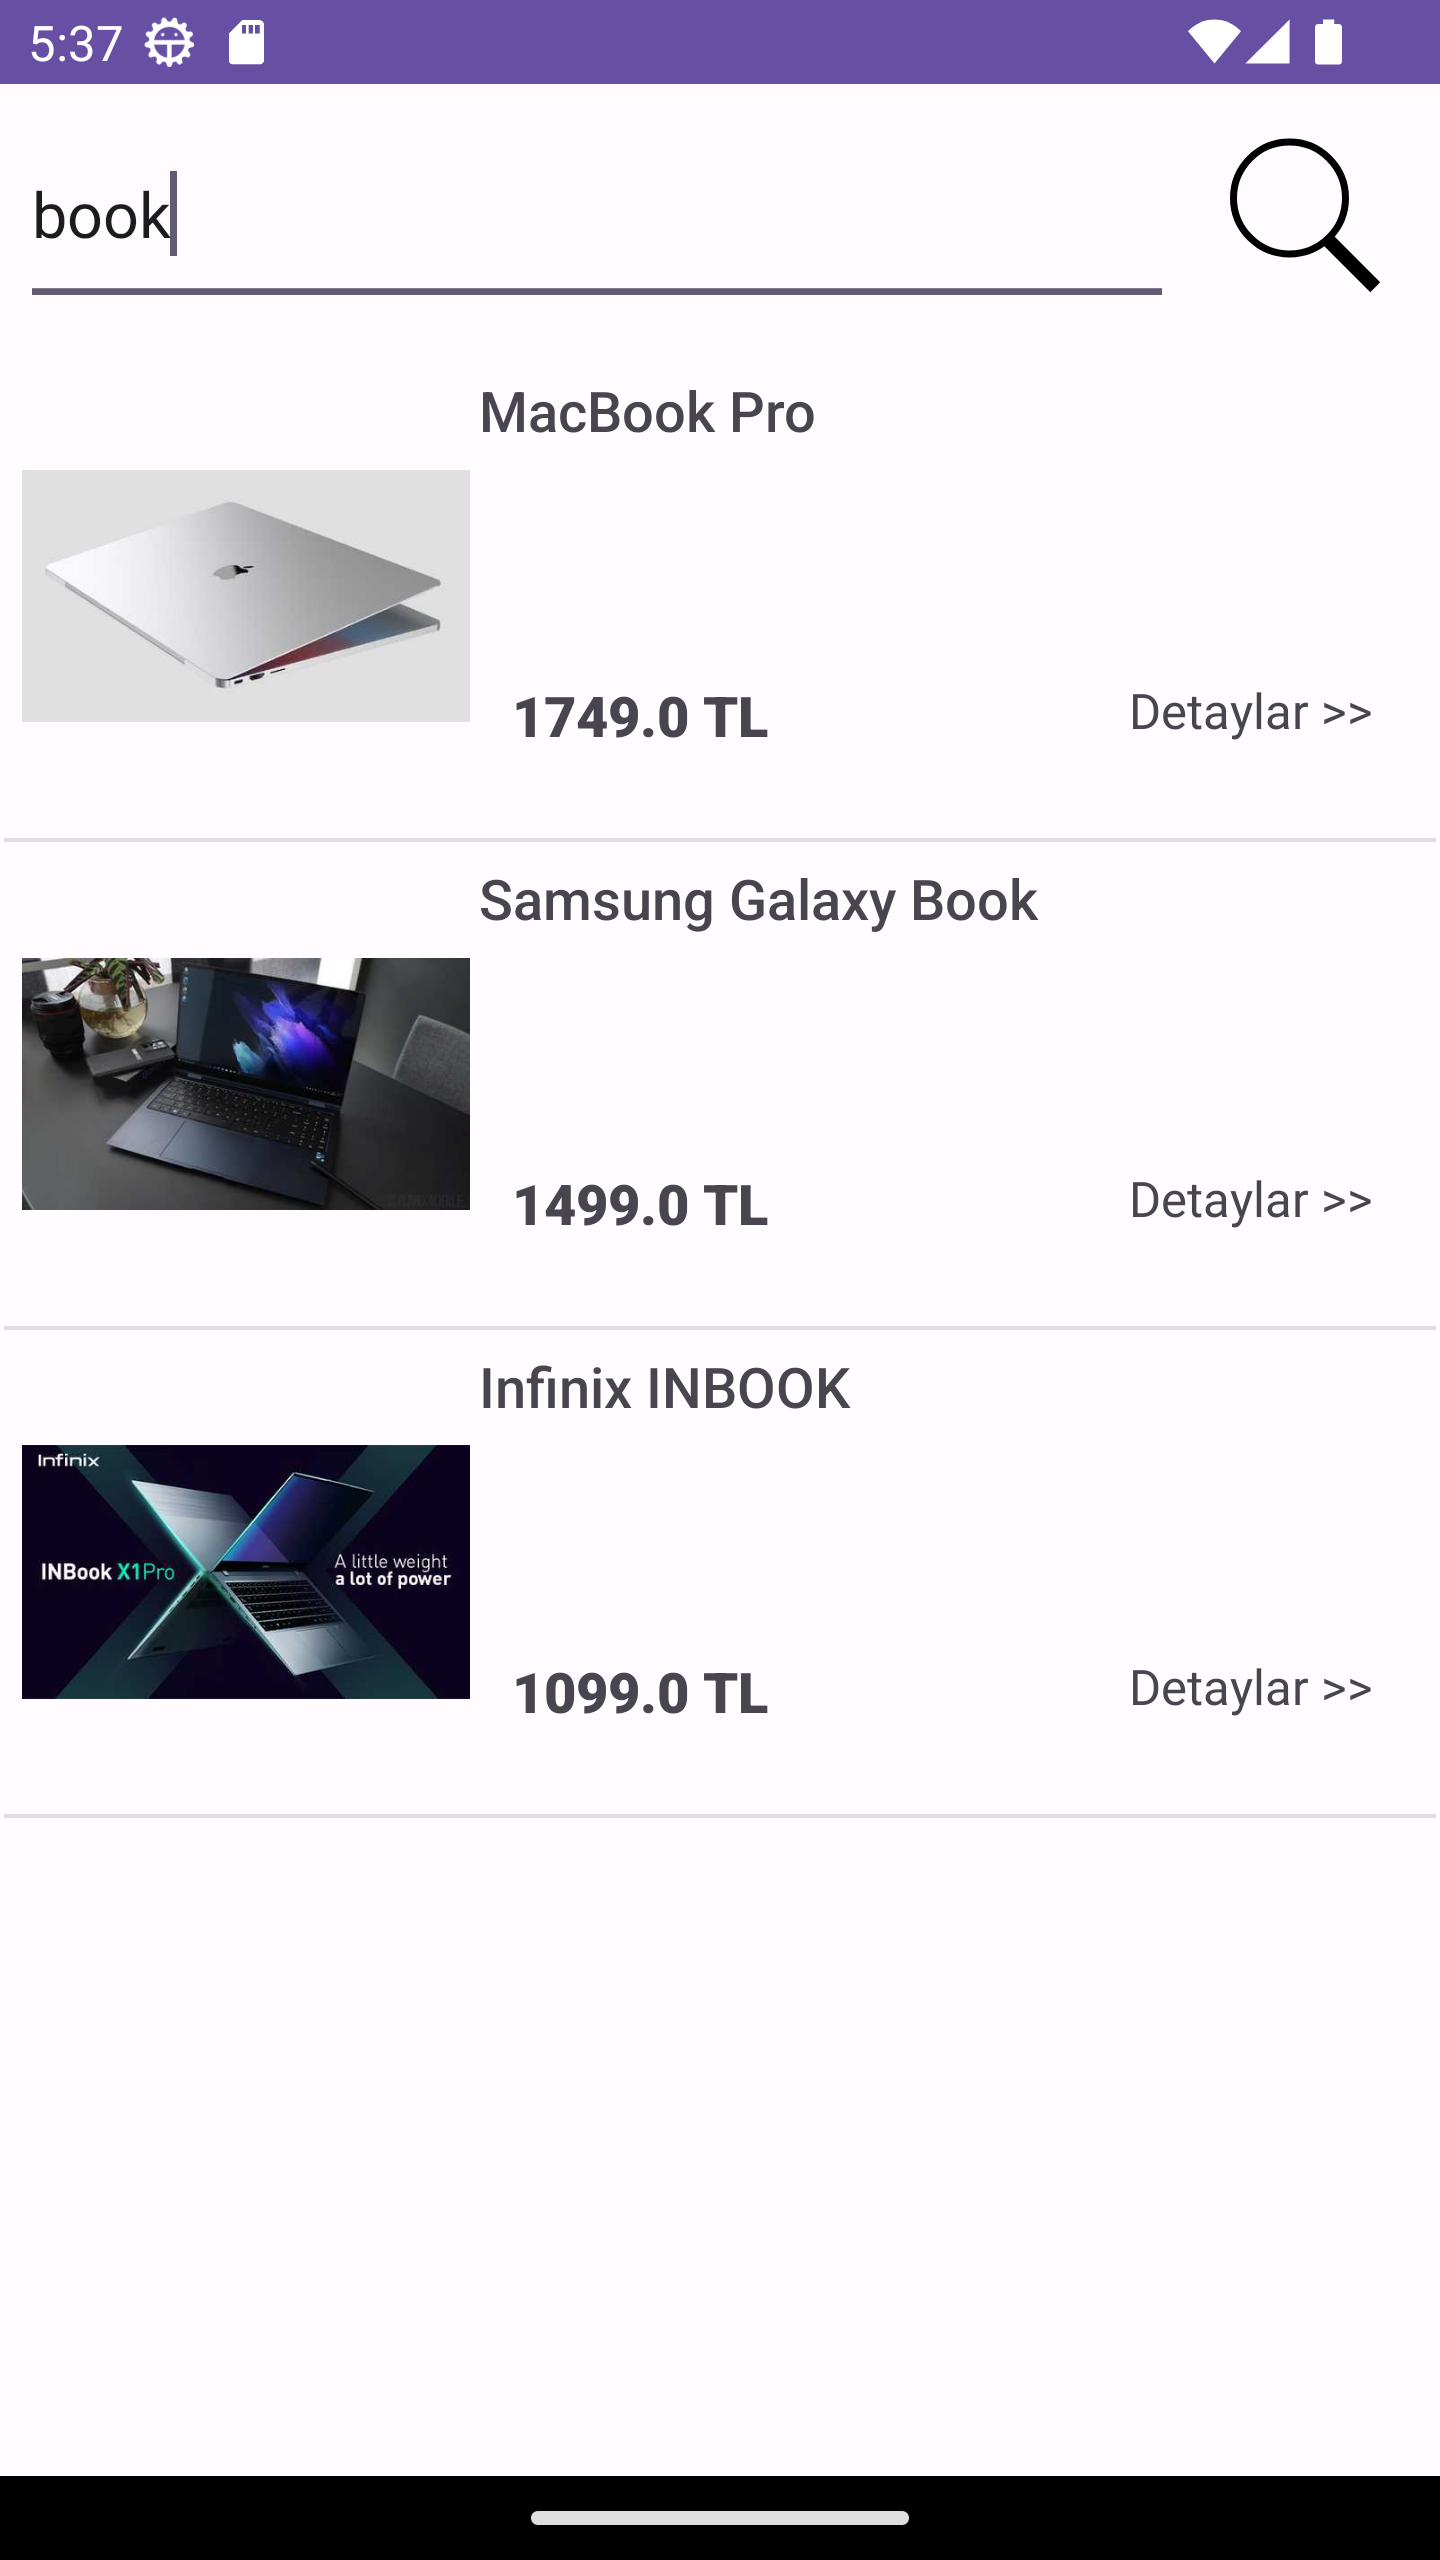 5:37
book
MacBook Pro
1749.0 TL
Detaylar >>
Samsung Galaxy Book
1499.0 TL
Detaylar >>
Infinix INBOOK
Infinix
INBook X1Pro
A little weight
a lot of power
1099.0 TL
Detaylar >>